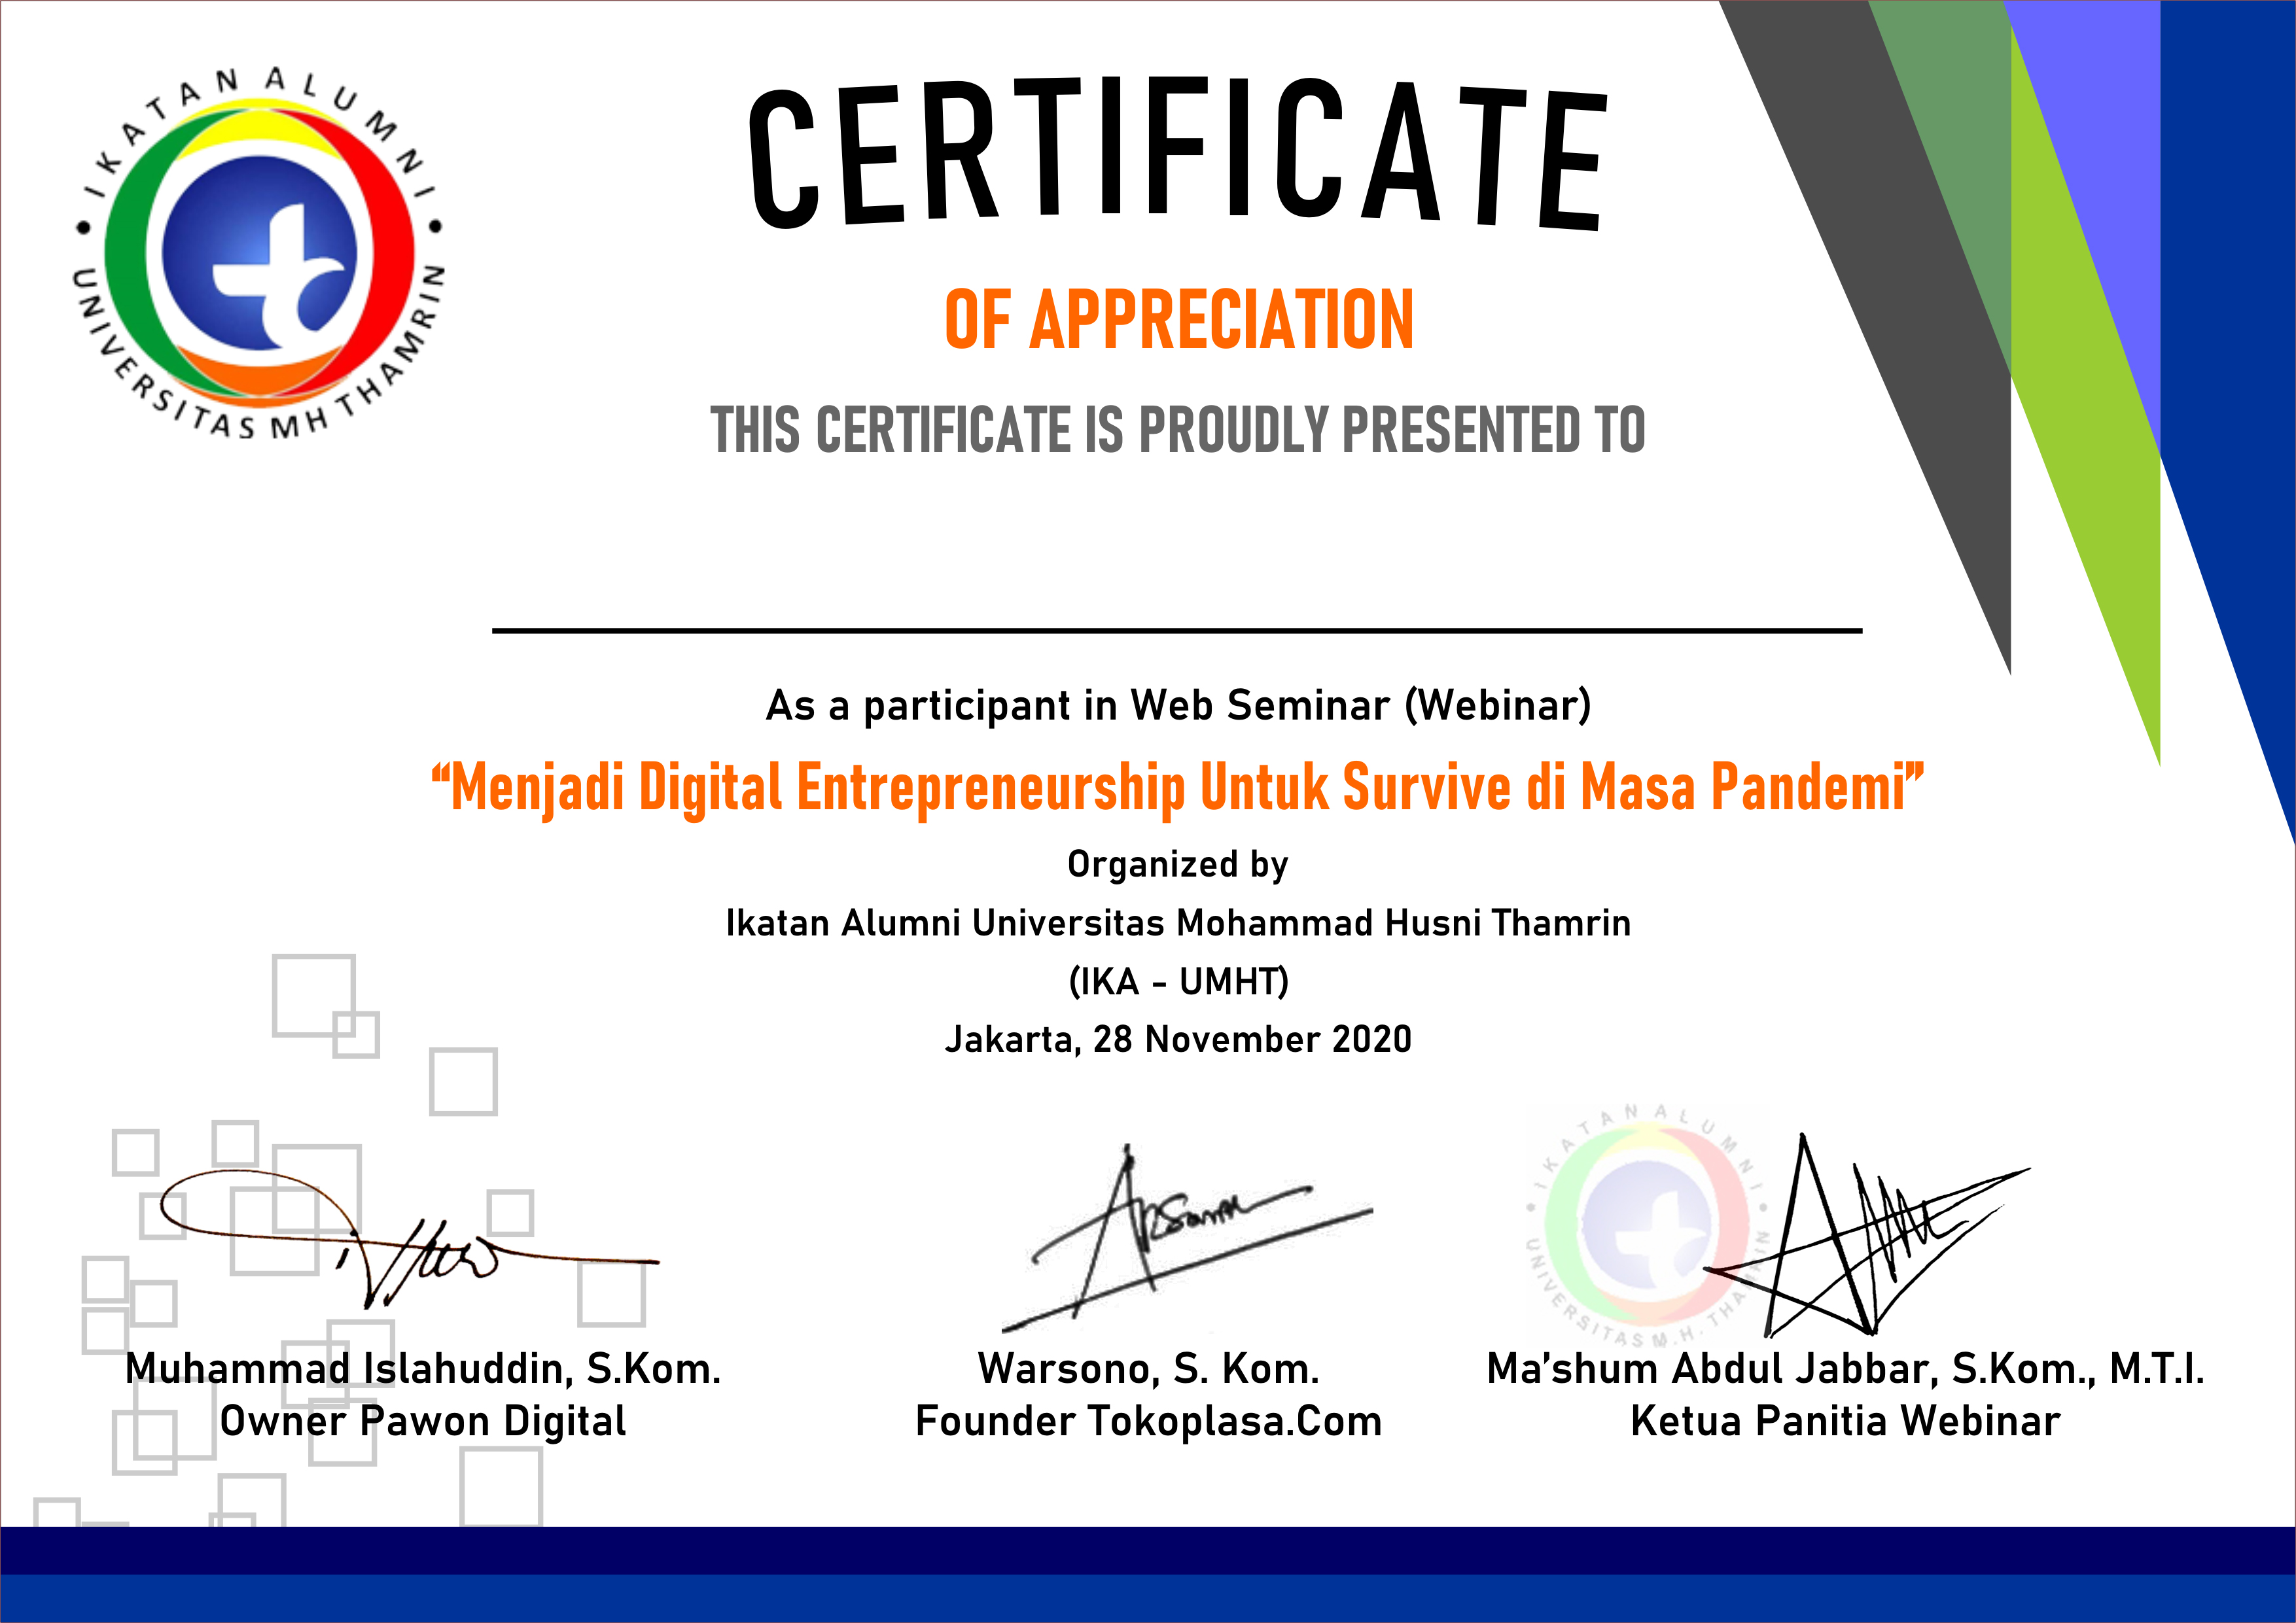 IKATAN ALUMNI
UNIVERSITAS MH THAMRIN
CERTIFICATE
OF APPRECIATION
THIS CERTIFICATE IS PROUDLY PRESENTED TO
As a participant in Web Seminar (Webinar)
“Menjadi Digital Entrepreneurship Untuk Survive di Masa Pandemi”
Organized by
Ikatan Alumni Universitas Mohammad Husni Thamrin
(IKA - UMHT)
Jakarta, 28 November 2020
IKATAN ALUMNI
UNIVERSITAS M.H. THAMRIN
Muhammad Islahuddin, S.Kom.
Owner Pawon Digital
Warsono, S. Kom.
Founder Tokoplasa.Com
Ma’shum Abdul Jabbar, S.Kom., M.T.I.
Ketua Panitia Webinar